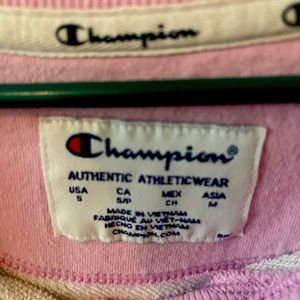 Champion
Champion®
AUTHENTIC ATHLETICWEAR
USA CA MEX ASIA
S S/P CH M
MADE IN VIETNAM
FABRIQUÉ AU VIÊT-NAM
HECHO EN VIETNAM
CHAMPION.COM